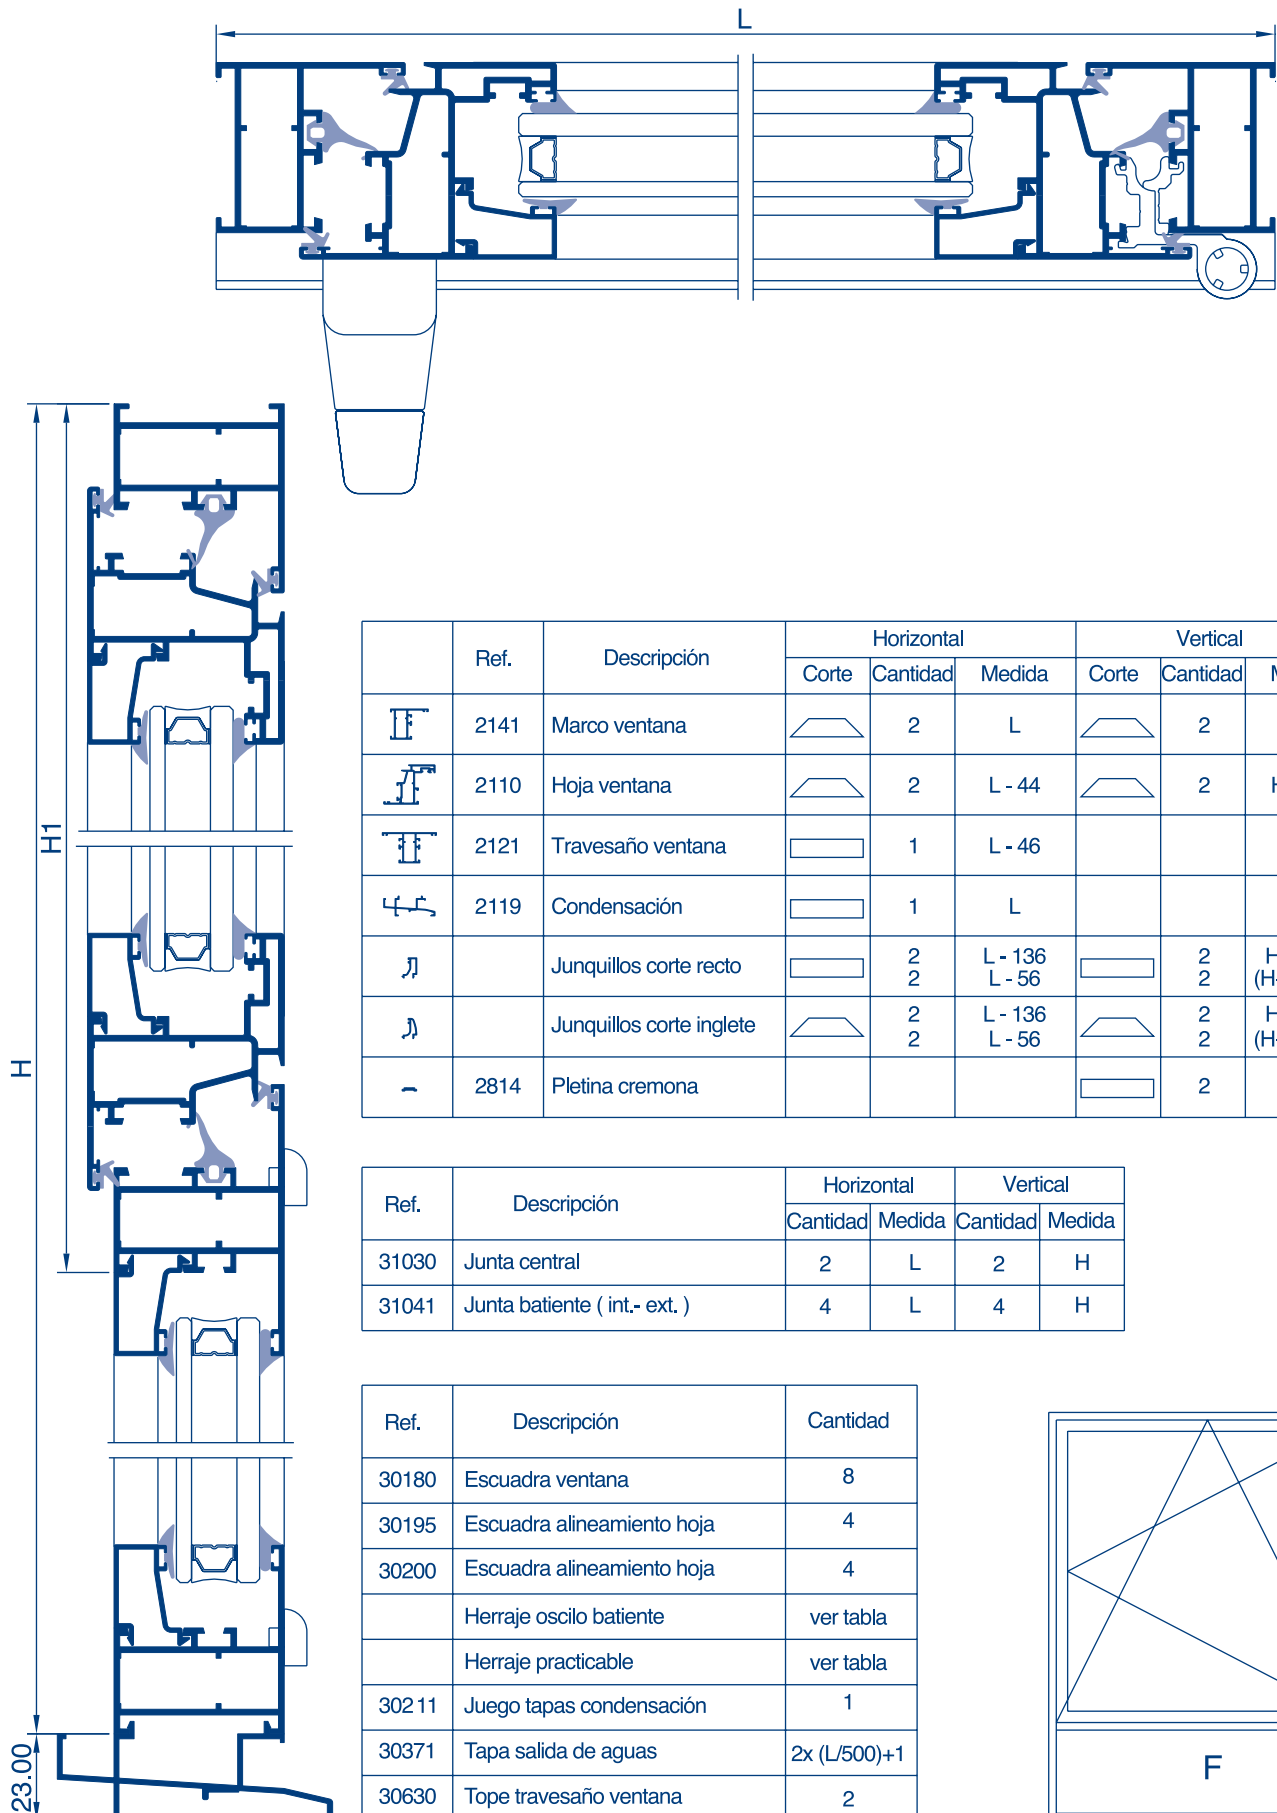 L
H1
H
23.00
Ref. Descripción Horizontal Vertical
Corte Cantidad Medida Corte Cantidad
2141 Marco ventana 2 L 2
2110 Hoja ventana 2 L - 44 2
2121 Travesaño ventana 1 L - 46
2119 Condensación 1 L
Junquillos corte recto 2 L - 136 2
2 L - 56 2
Junquillos corte inglete 2 L - 136 2
2 L - 56 2
2814 Pletina cremona 2
Ref. Descripción Horizontal Vertical
Cantidad Medida Cantidad Medida
31030 Junta central 2 L 2 H
31041 Junta batiente ( int.- ext. ) 4 L 4 H
Ref. Descripción Cantidad
30180 Escuadra ventana 8
30195 Escuadra alineamiento hoja 4
30200 Escuadra alineamiento hoja 4
Herraje oscilo batiente ver tabla
Herraje practicable ver tabla
30211 Juego tapas condensación 1
30371 Tapa salida de aguas 2x (L/500)+1
30630 Tope travesaño ventana 2
F